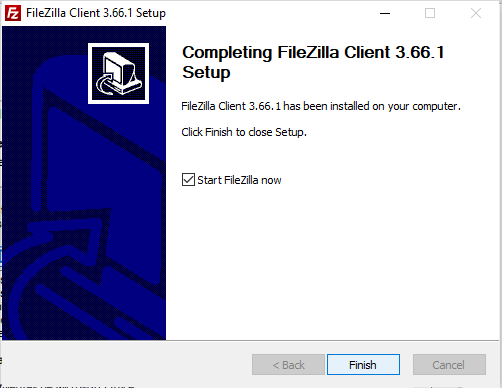 FileZilla Client 3.66.1 Setup
Completing FileZilla Client 3.66.1
Setup
FileZilla Client 3.66.1 has been installed on your computer.
Click Finish to close Setup.
Start FileZilla now
< Back
Finish
Cancel